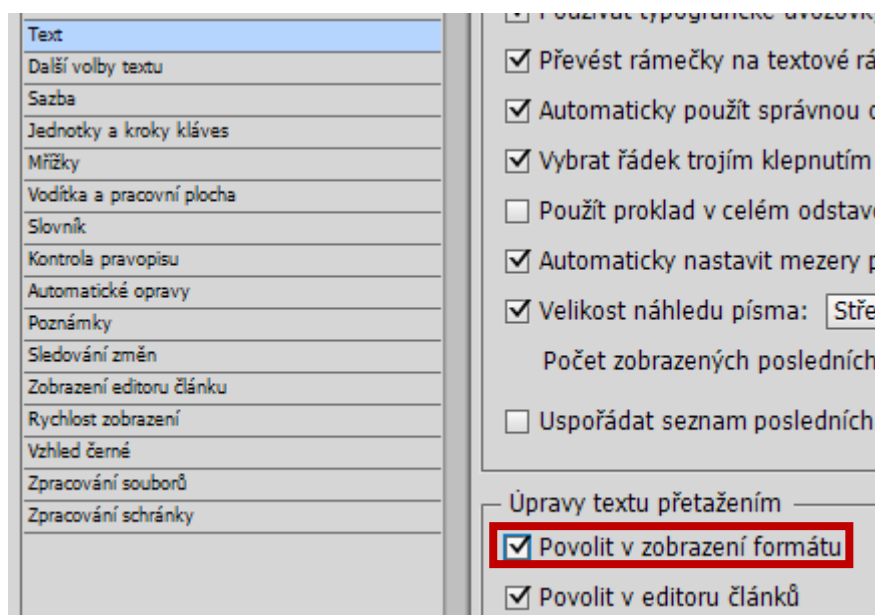 Text
Další volby textu
Sazba
Jednotky a kroky kláves
Mřížky
Vodítka a pracovní plocha
Slovník
Kontrola pravopisu
Automatické opravy
Poznámky
Sledování změn
Zobrazení editoru článku
Rychlost zobrazení
Vzhled černé
Zpracování souborů
Zpracování schránky
Převést rámečky na textové
Automaticky použít správnou
Vybrat řádek trojím klepnutím
Použít proklad v celém
Automaticky nastavit mezery
Velikost náhledu písma:
Počet zobrazených posledních
Uspořádat seznam posledních
Úpravy textu přetažením
Povolit v zobrazení formátu
Povolit v editoru článků